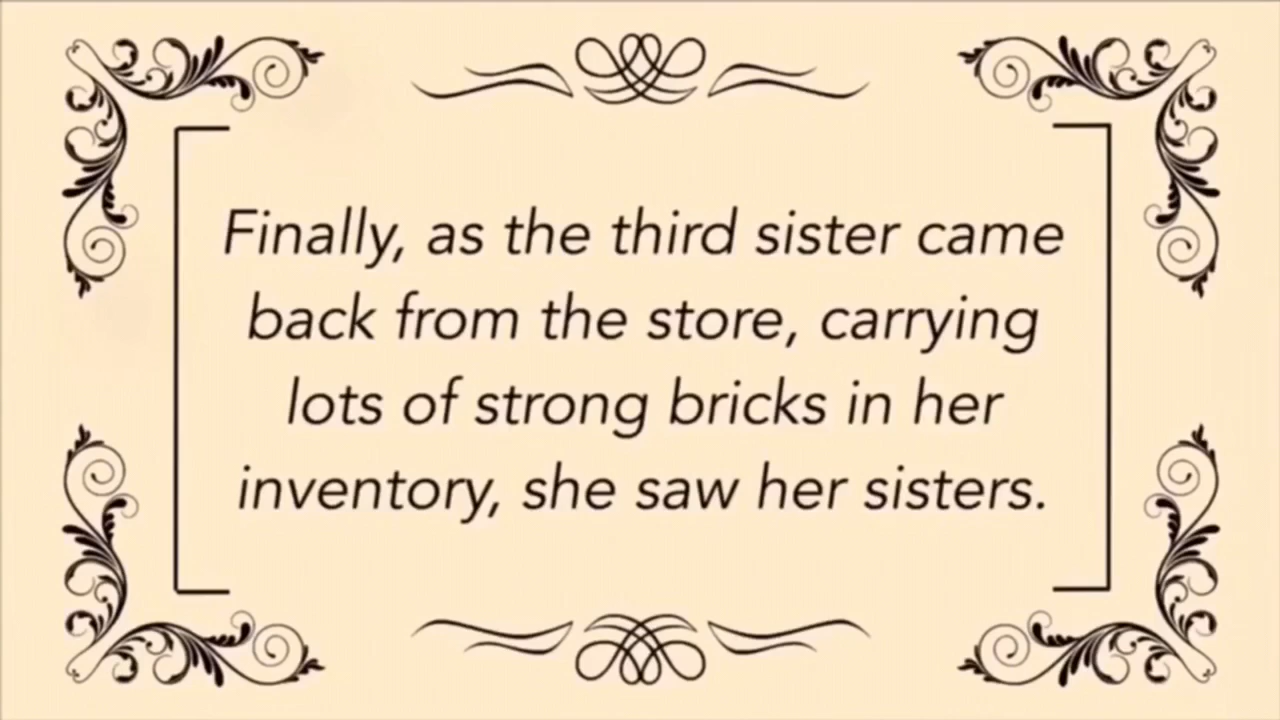 Finally, as the third sister came
back from the store, carrying
lots of strong bricks in her
inventory, she saw her sisters.